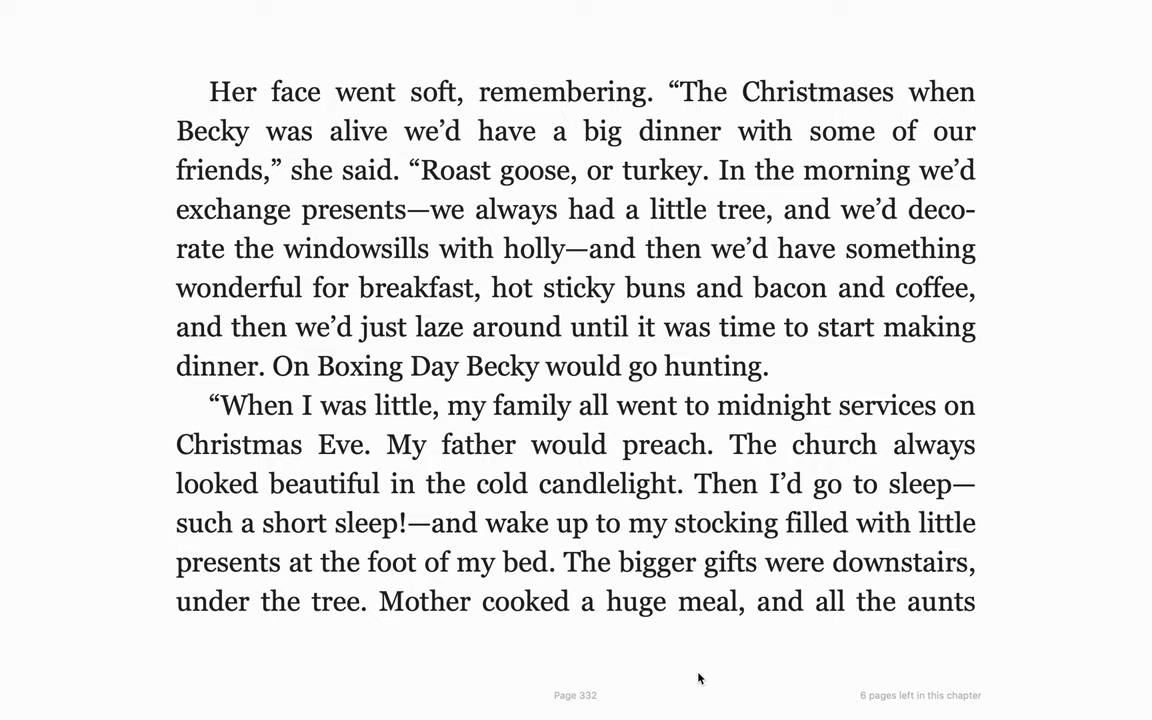 Her face went soft, remembering. “The Christmases when
Becky was alive we’d have a big dinner with some of our
friends,” she said. “Roast goose, or turkey. In the morning we’d
exchange presents—we always had a little tree, and we’d deco-
rate the windowsills with holly—and then we’d have something
wonderful for breakfast, hot sticky buns and bacon and coffee,
and then we’d just laze around until it was time to start making
dinner. On Boxing Day Becky would go hunting.
“When I was little, my family all went to midnight services on
Christmas Eve. My father would preach. The church always
looked beautiful in the cold candlelight. Then I’d go to sleep—
such a short sleep!—and wake up to my stocking filled with little
presents at the foot of my bed. The bigger gifts were downstairs,
under the tree. Mother cooked a huge meal, and all the aunts
Page 332
6 pages left in this chapter